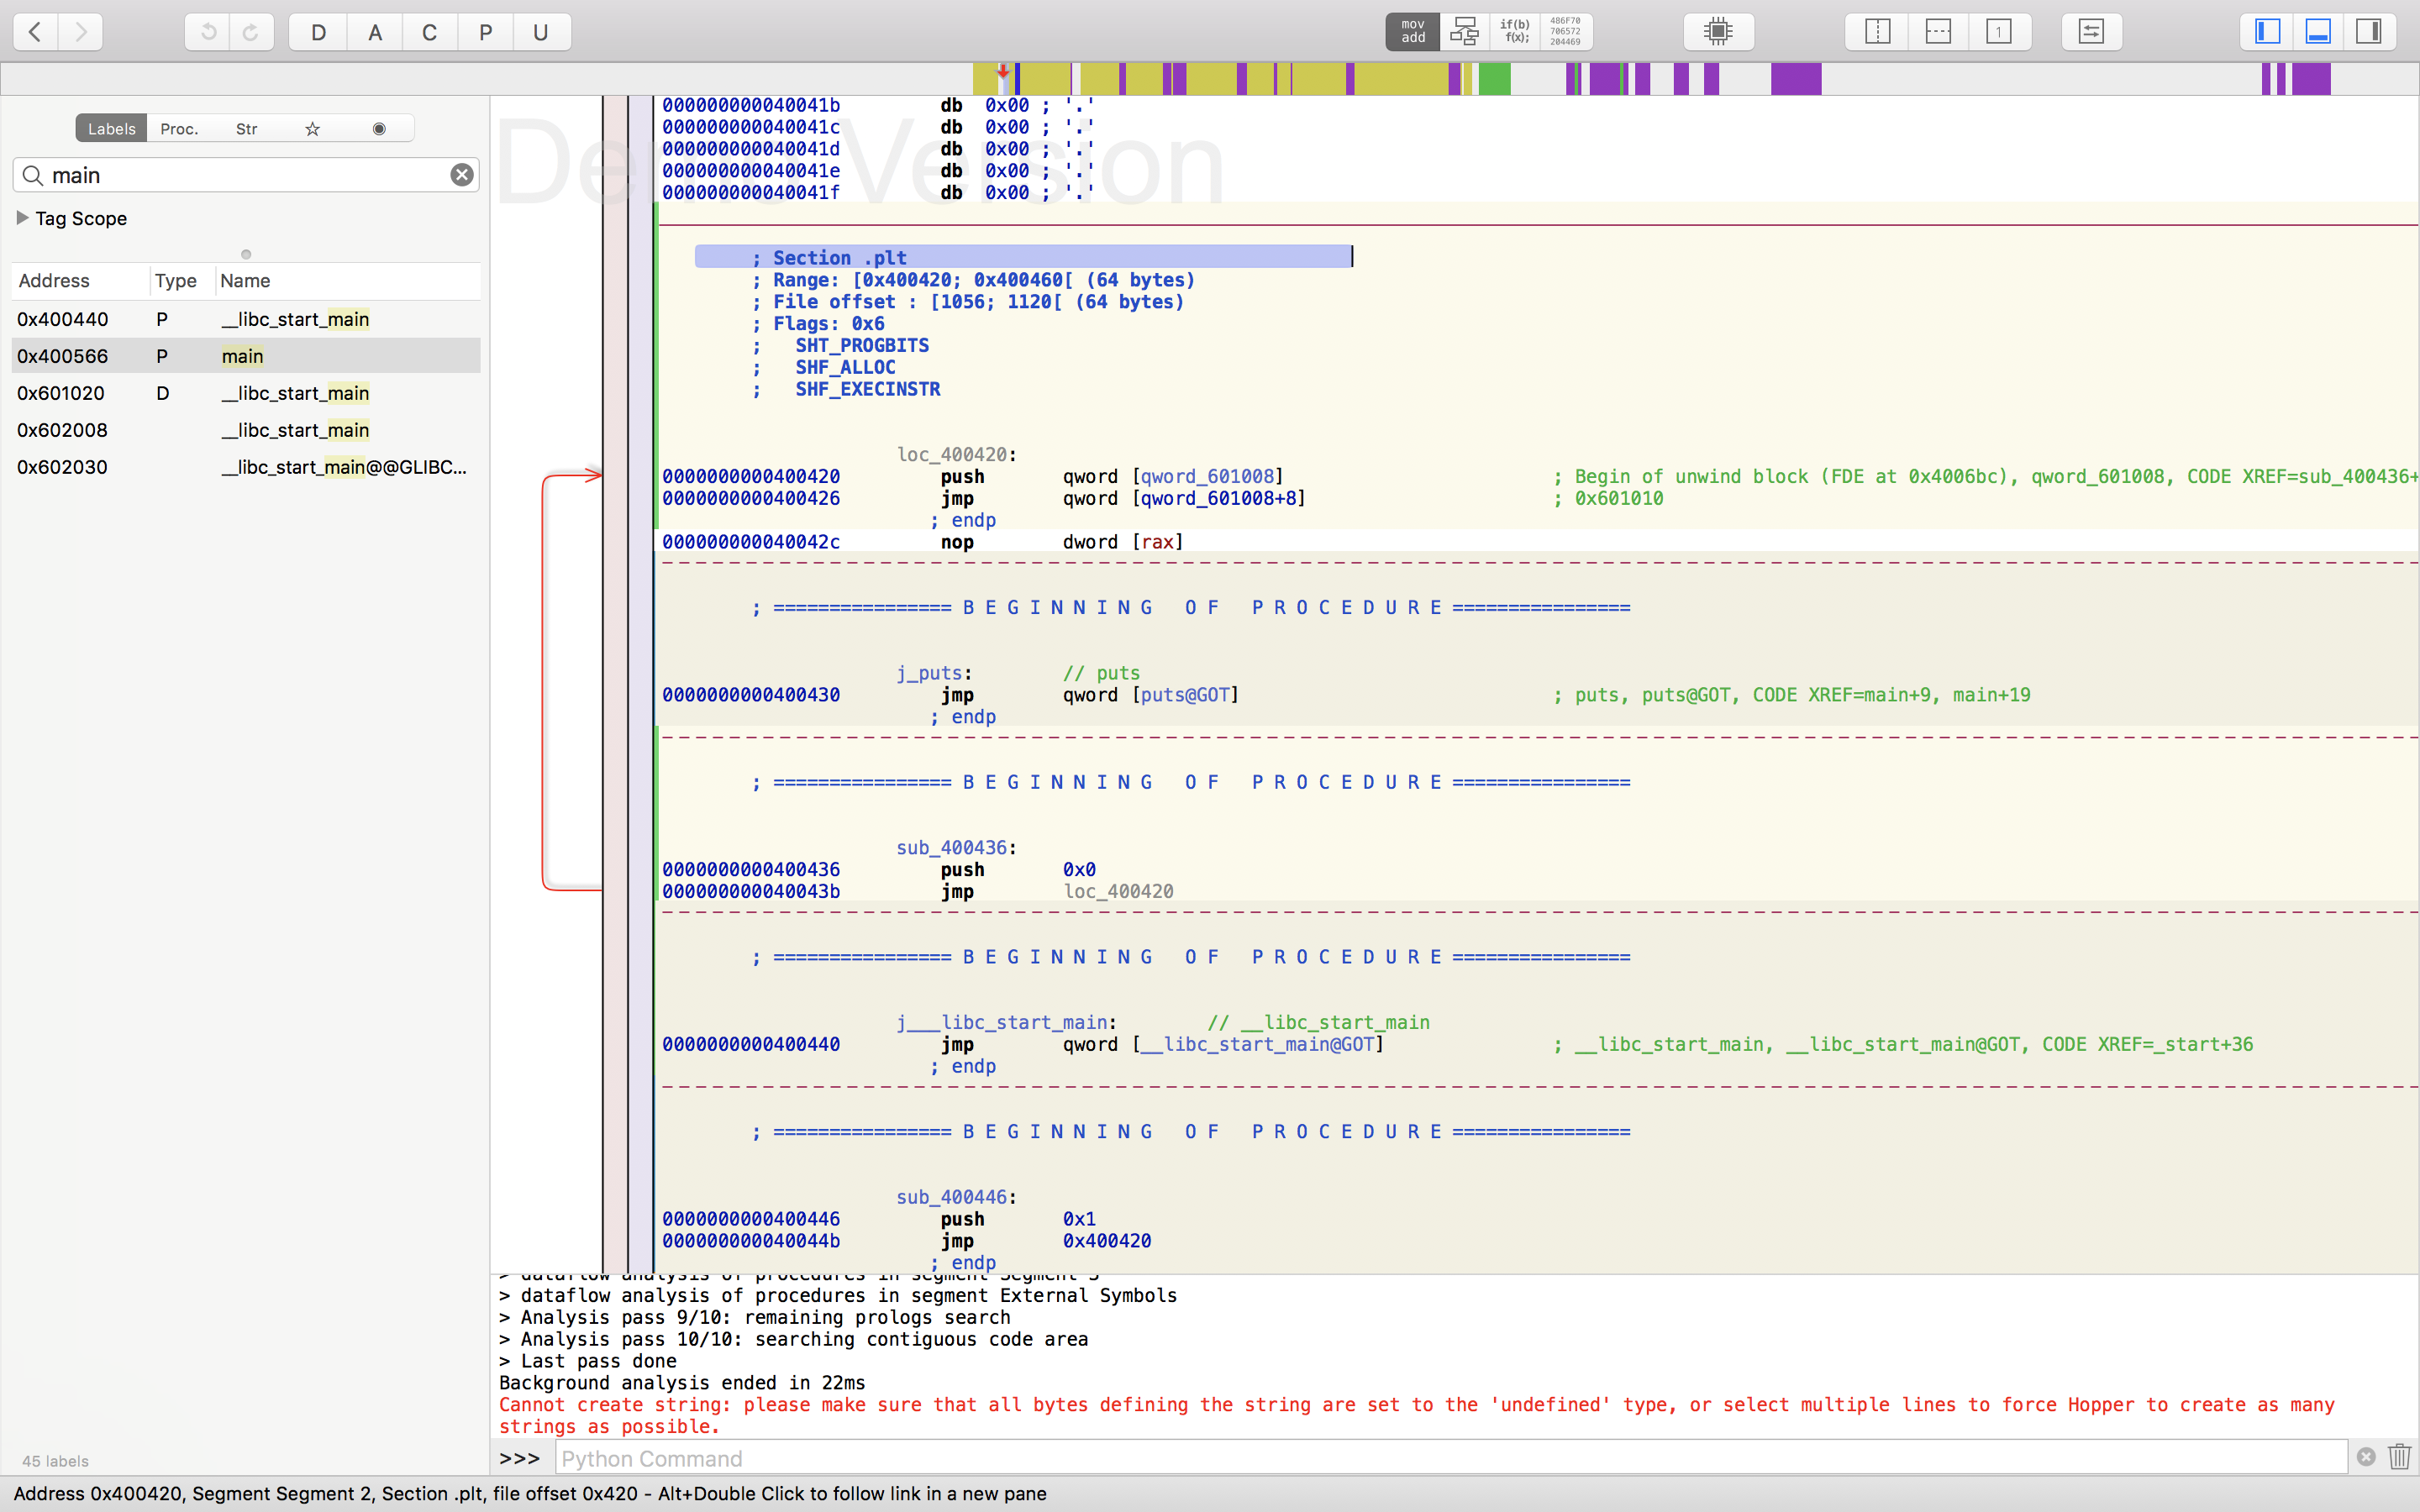 D A C P U
mov add
if(b) f(x);
486F70 706572 204469
1
Labels Proc. Str
main
Tag Scope
Address Type Name
0x400440 P __libc_start_main
0x400566 P main
0x601020 D __libc_start_main
0x602008 __libc_start_main
0x602030 __libc_start_main@@GLIBC...
45 labels
Demo Version
000000000040041b db 0x00 ; '.'
000000000040041c db 0x00 ; '.'
000000000040041d db 0x00 ; '.'
000000000040041e db 0x00 ; '.'
000000000040041f db 0x00 ; '.'
; Section .plt
; Range: [0x400420; 0x400460[ (64 bytes)
; File offset : [1056; 1120[ (64 bytes)
; Flags: 0x6
; SHT_PROGBITS
; SHF_ALLOC
; SHF_EXECINSTR
loc_400420:
0000000000400420 push qword [qword_601008] ; Begin of unwind block (FDE at 0x4006bc), qword_601008, CODE XREF=sub_400436+
0000000000400426 jmp qword [qword_601008+8] ; 0x601010
; endp
000000000040042c nop dword [rax]
; ================ B E G I N N I N G O F P R O C E D U R E ================
j_puts: // puts
0000000000400430 jmp qword [puts@GOT] ; puts, puts@GOT, CODE XREF=main+9, main+19
; endp
; ================ B E G I N N I N G O F P R O C E D U R E ================
sub_400436:
0000000000400436 push 0x0
000000000040043b jmp loc_400420
; ================ B E G I N N I N G O F P R O C E D U R E ================
j___libc_start_main: // __libc_start_main
0000000000400440 jmp qword [__libc_start_main@GOT] ; __libc_start_main, __libc_start_main@GOT, CODE XREF=_start+36
; endp
; ================ B E G I N N I N G O F P R O C E D U R E ================
sub_400446:
0000000000400446 push 0x1
000000000040044b jmp 0x400420
; endp
> dataflow analysis of procedures in segment Segment 3
> dataflow analysis of procedures in segment External Symbols
> Analysis pass 9/10: remaining prologs search
> Analysis pass 10/10: searching contiguous code area
> Last pass done
Background analysis ended in 22ms
Cannot create string: please make sure that all bytes defining the string are set to the 'undefined' type, or select multiple lines to force Hopper to create as many
strings as possible.
>>> Python Command
Address 0x400420, Segment Segment 2, Section .plt, file offset 0x420 - Alt+Double Click to follow link in a new pane